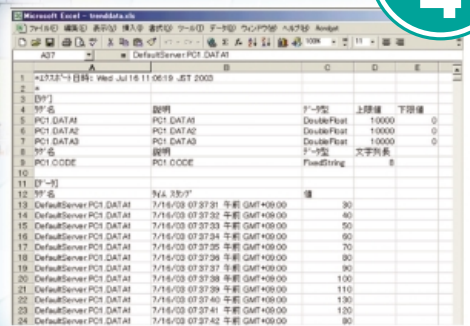 4
Microsoft Excel - trenddata.xls
ファイル(F) 編集(E) 表示(V) 挿入(I) 書式(O) ツール(T) データ(D) ウィンドウ(W) ヘルプ(H) Acrobat
100% 11
A37 = DefaultServer.PC1.DATA1
A B C D E
1 *エクスポート日時: Wed Jul 16 11:06:19 JST 2003
2 *
3 [タグ]
4 タグ名 説明 データ型 上限値 下限値
5 PC1.DATA1 PC1.DATA1 DoubleFloat 10000 0
6 PC1.DATA2 PC1.DATA2 DoubleFloat 10000 0
7 PC1.DATA3 PC1.DATA3 DoubleFloat 10000 0
8 タグ名 説明 データ型 文字列長
9 PC1.CODE PC1.CODE FixedString 8
10
11 [データ]
12 タグ名 タイム スタンプ 値
13 DefaultServer.PC1.DATA1 7/16/03 07:37:31 午前 GMT+09:00 30
14 DefaultServer.PC1.DATA1 7/16/03 07:37:32 午前 GMT+09:00 40
15 DefaultServer.PC1.DATA1 7/16/03 07:37:33 午前 GMT+09:00 50
16 DefaultServer.PC1.DATA1 7/16/03 07:37:34 午前 GMT+09:00 60
17 DefaultServer.PC1.DATA1 7/16/03 07:37:35 午前 GMT+09:00 70
18 DefaultServer.PC1.DATA1 7/16/03 07:37:36 午前 GMT+09:00 80
19 DefaultServer.PC1.DATA1 7/16/03 07:37:37 午前 GMT+09:00 90
20 DefaultServer.PC1.DATA1 7/16/03 07:37:38 午前 GMT+09:00 100
21 DefaultServer.PC1.DATA1 7/16/03 07:37:39 午前 GMT+09:00 110
22 DefaultServer.PC1.DATA1 7/16/03 07:37:40 午前 GMT+09:00 130
23 DefaultServer.PC1.DATA1 7/16/03 07:37:41 午前 GMT+09:00 120
24 DefaultServer.PC1.DATA1 7/16/03 07:37:42 午前 GMT+09:00 80